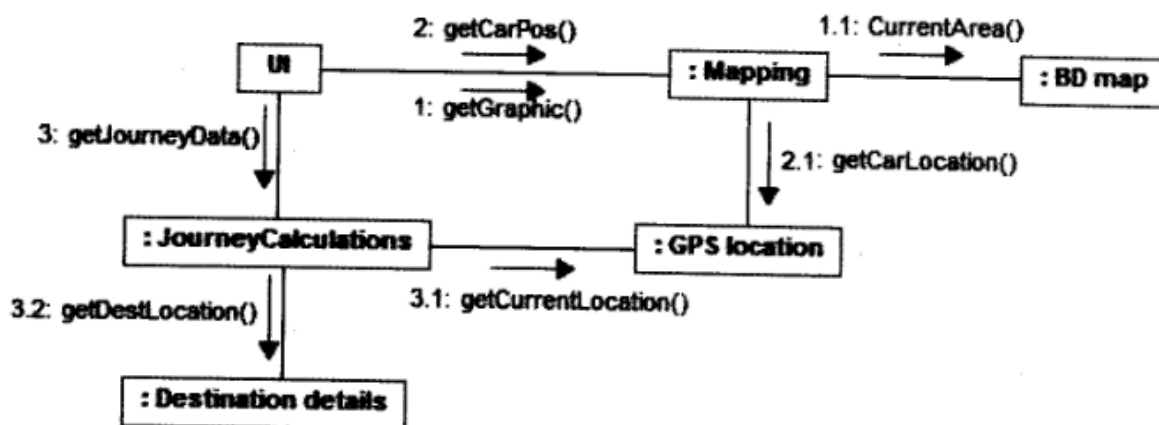 2: getCarPos()
1.1: CurrentArea()
UI
: Mapping
: BD map
1: getGraphic()
3: getJourneyData()
2.1: getCarLocation()
: JourneyCalculations
: GPS location
3.2: getDestLocation()
3.1: getCurrentLocation()
: Destination details